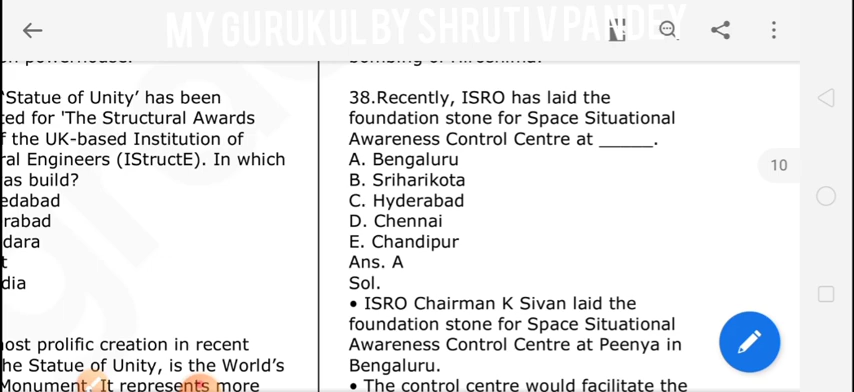 MY GURUKUL BY SHRUTI V PANDEY
'Statue of Unity' has been
ted for 'The Structural Awards
f the UK-based Institution of
ral Engineers (IStructE). In which
as build?
edabad
rabad
dara
t
dia
ost prolific creation in recent
he Statue of Unity, is the World's
Monument. It represents more
38.Recently, ISRO has laid the
foundation stone for Space Situational
Awareness Control Centre at ______.
A. Bengaluru
B. Sriharikota
C. Hyderabad
D. Chennai
E. Chandipur
Ans. A
Sol.
• ISRO Chairman K Sivan laid the
foundation stone for Space Situational
Awareness Control Centre at Peenya in
Bengaluru.
• The control centre would facilitate the
10